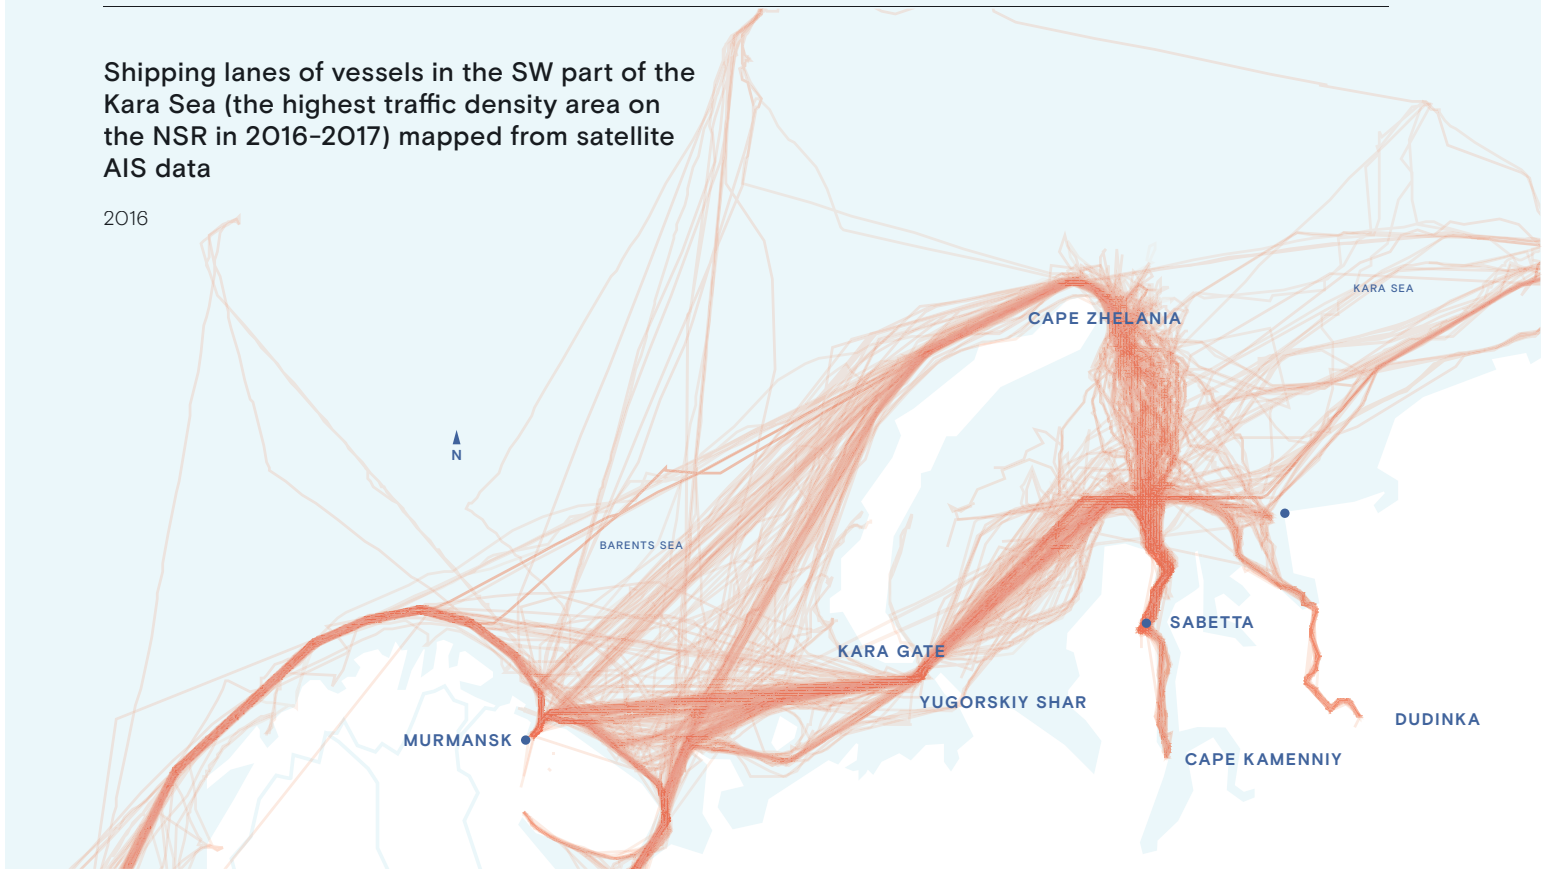 Shipping lanes of vessels in the SW part of the
Kara Sea (the highest traffic density area on
the NSR in 2016-2017) mapped from satellite
AIS data
2016
KARA SEA
CAPE ZHELANIA
N
BARENTS SEA
SABETTA
KARA GATE
YUGORSKIY SHAR
DUDINKA
MURMANSK
CAPE KAMENNIY